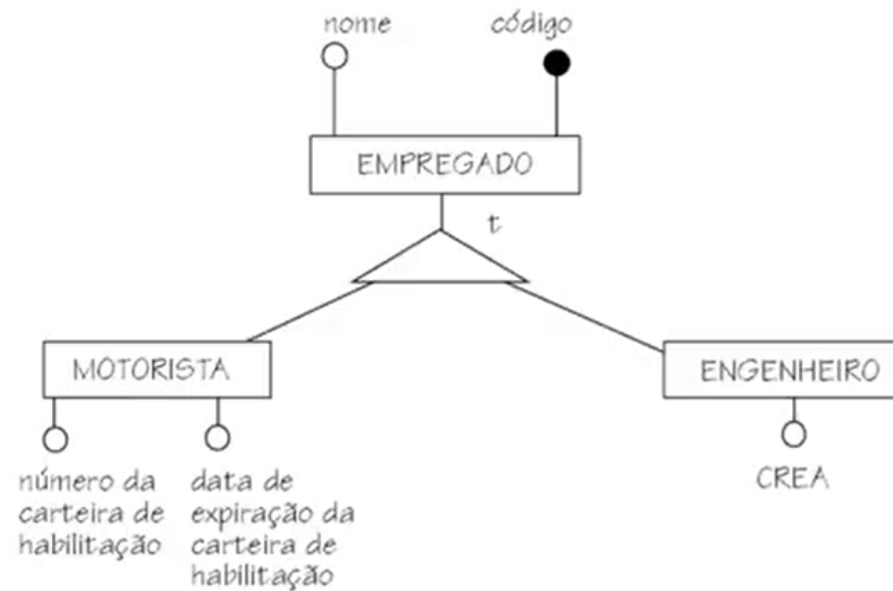 nome
código
EMPREGADO
t
MOTORISTA
ENGENHEIRO
número da
carteira de
habilitação
data de
expiração da
carteira de
habilitação
CREA